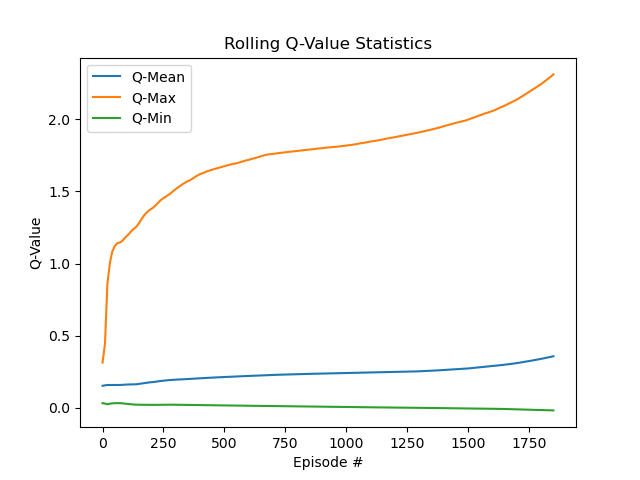 Rolling Q-Value Statistics
Q-Mean
Q-Max
Q-Min
Q-Value
2.0
1.5
1.0
0.5
0.0
0 250 500 750 1000 1250 1500 1750
Episode #